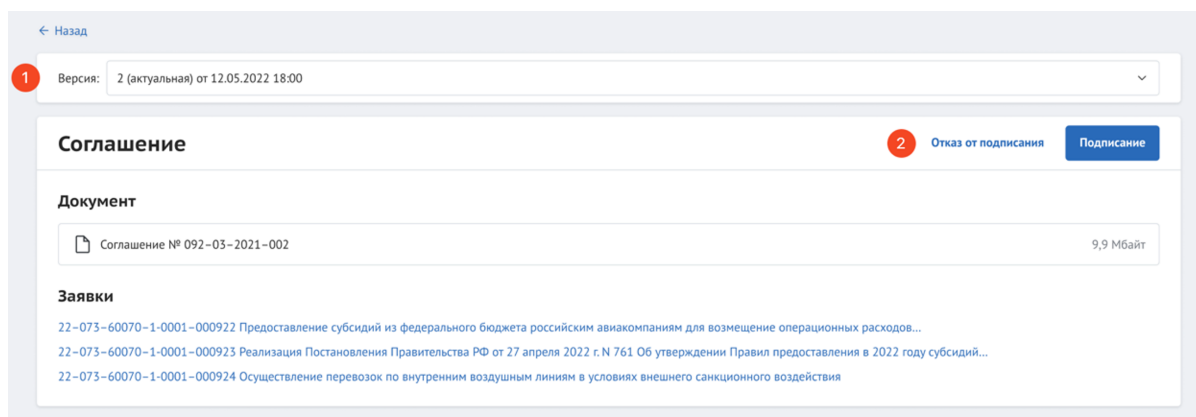 ← Назад
1
Версия: 2 (актуальная) от 12.05.2022 18:00
Соглашение
2 Отказ от подписания Подписание
Документ
Соглашение № 092–03–2021–002 9,9 Мбайт
Заявки
22–073–60070–1-0001–000922 Предоставление субсидий из федерального бюджета российским авиакомпаниям для возмещение операционных расходов...
22–073–60070–1-0001–000923 Реализация Постановления Правительства РФ от 27 апреля 2022 г. N 761 Об утверждении Правил предоставления в 2022 году субсидий...
22–073–60070–1-0001–000924 Осуществление перевозок по внутренним воздушным линиям в условиях внешнего санкционного воздействия